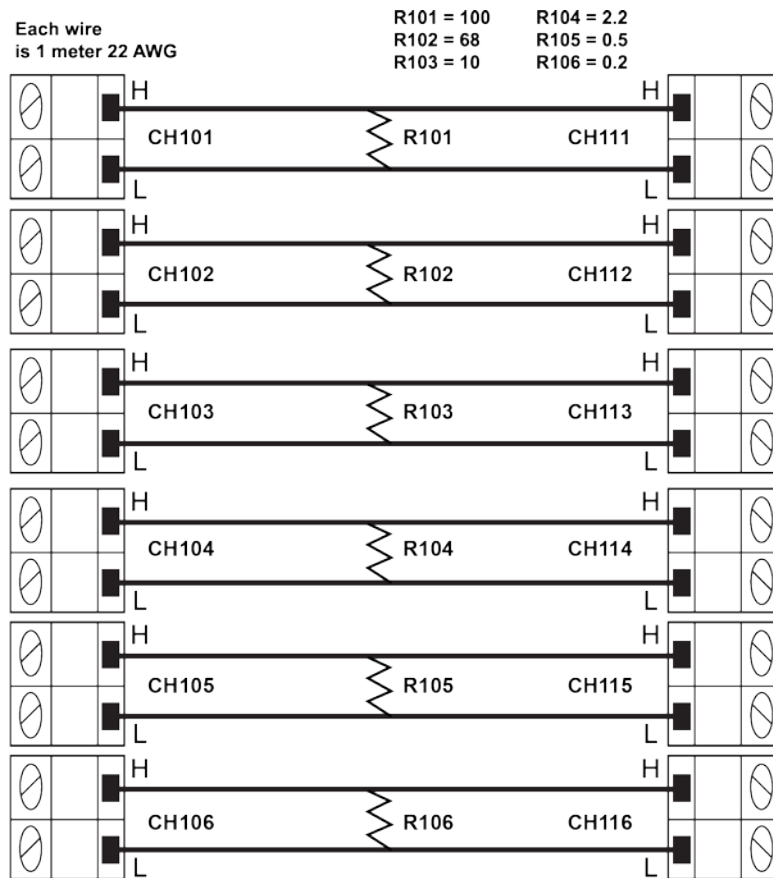 Each wire
is 1 meter 22 AWG
R101 = 100 R104 = 2.2
R102 = 68 R105 = 0.5
R103 = 10 R106 = 0.2
H H
CH101 R101 CH111
L L
H H
CH102 R102 CH112
L L
H H
CH103 R103 CH113
L L
H H
CH104 R104 CH114
L L
H H
CH105 R105 CH115
L L
H H
CH106 R106 CH116
L L